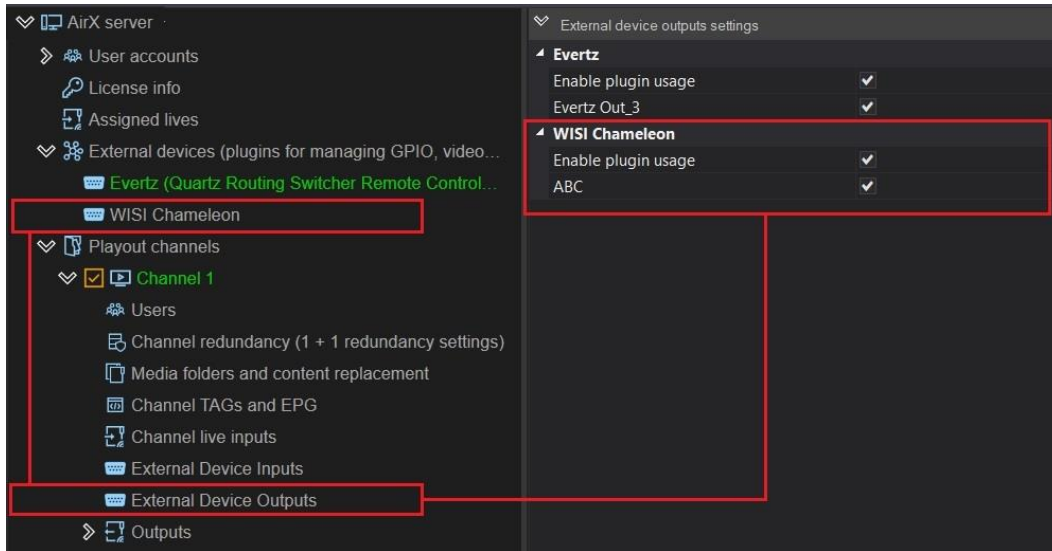 AirX server
User accounts
License info
Assigned lives
External devices (plugins for managing GPIO, video...
Evertz (Quartz Routing Switcher Remote Control...
WISI Chameleon
Playout channels
Channel 1
Users
Channel redundancy (1 + 1 redundancy settings)
Media folders and content replacement
Channel TAGs and EPG
Channel live inputs
External Device Inputs
External Device Outputs
Outputs
External device outputs settings
Evertz
Enable plugin usage
Evertz Out_3
WISI Chameleon
Enable plugin usage
ABC